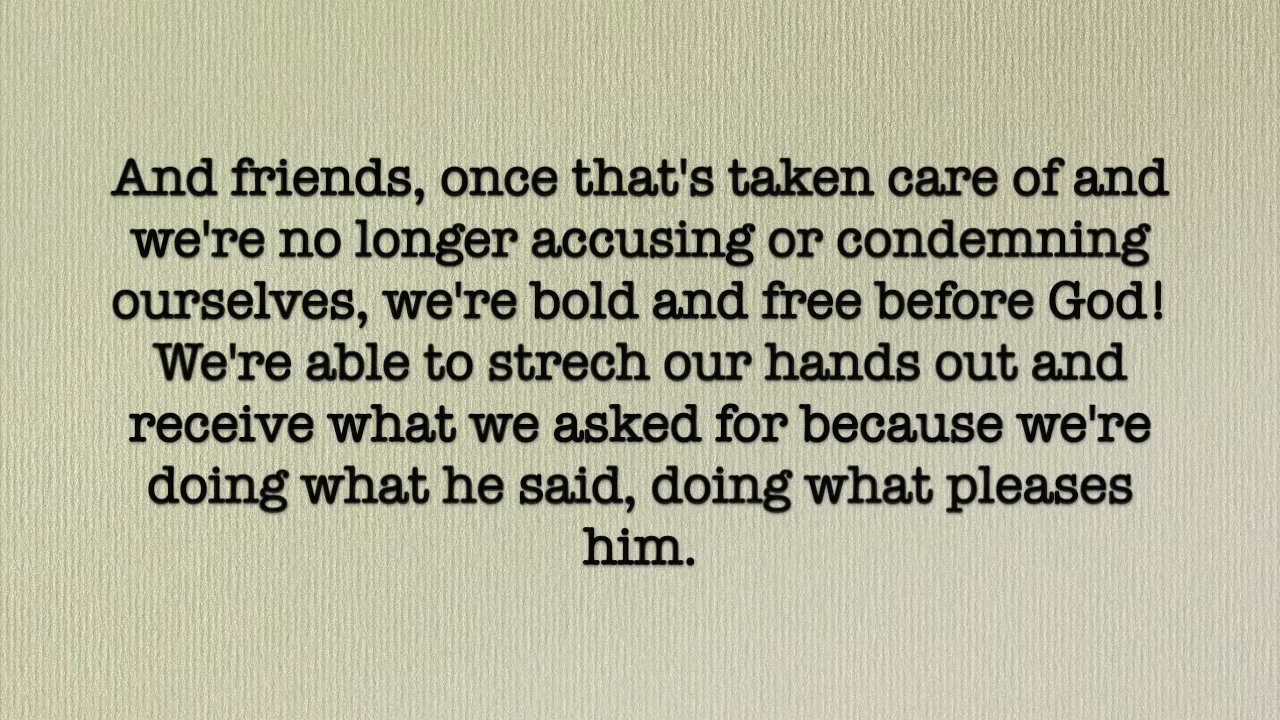 And friends, once that's taken care of and
we're no longer accusing or condemning
ourselves, we're bold and free before God!
We're able to strech our hands out and
receive what we asked for because we're
doing what he said, doing what pleases
him.